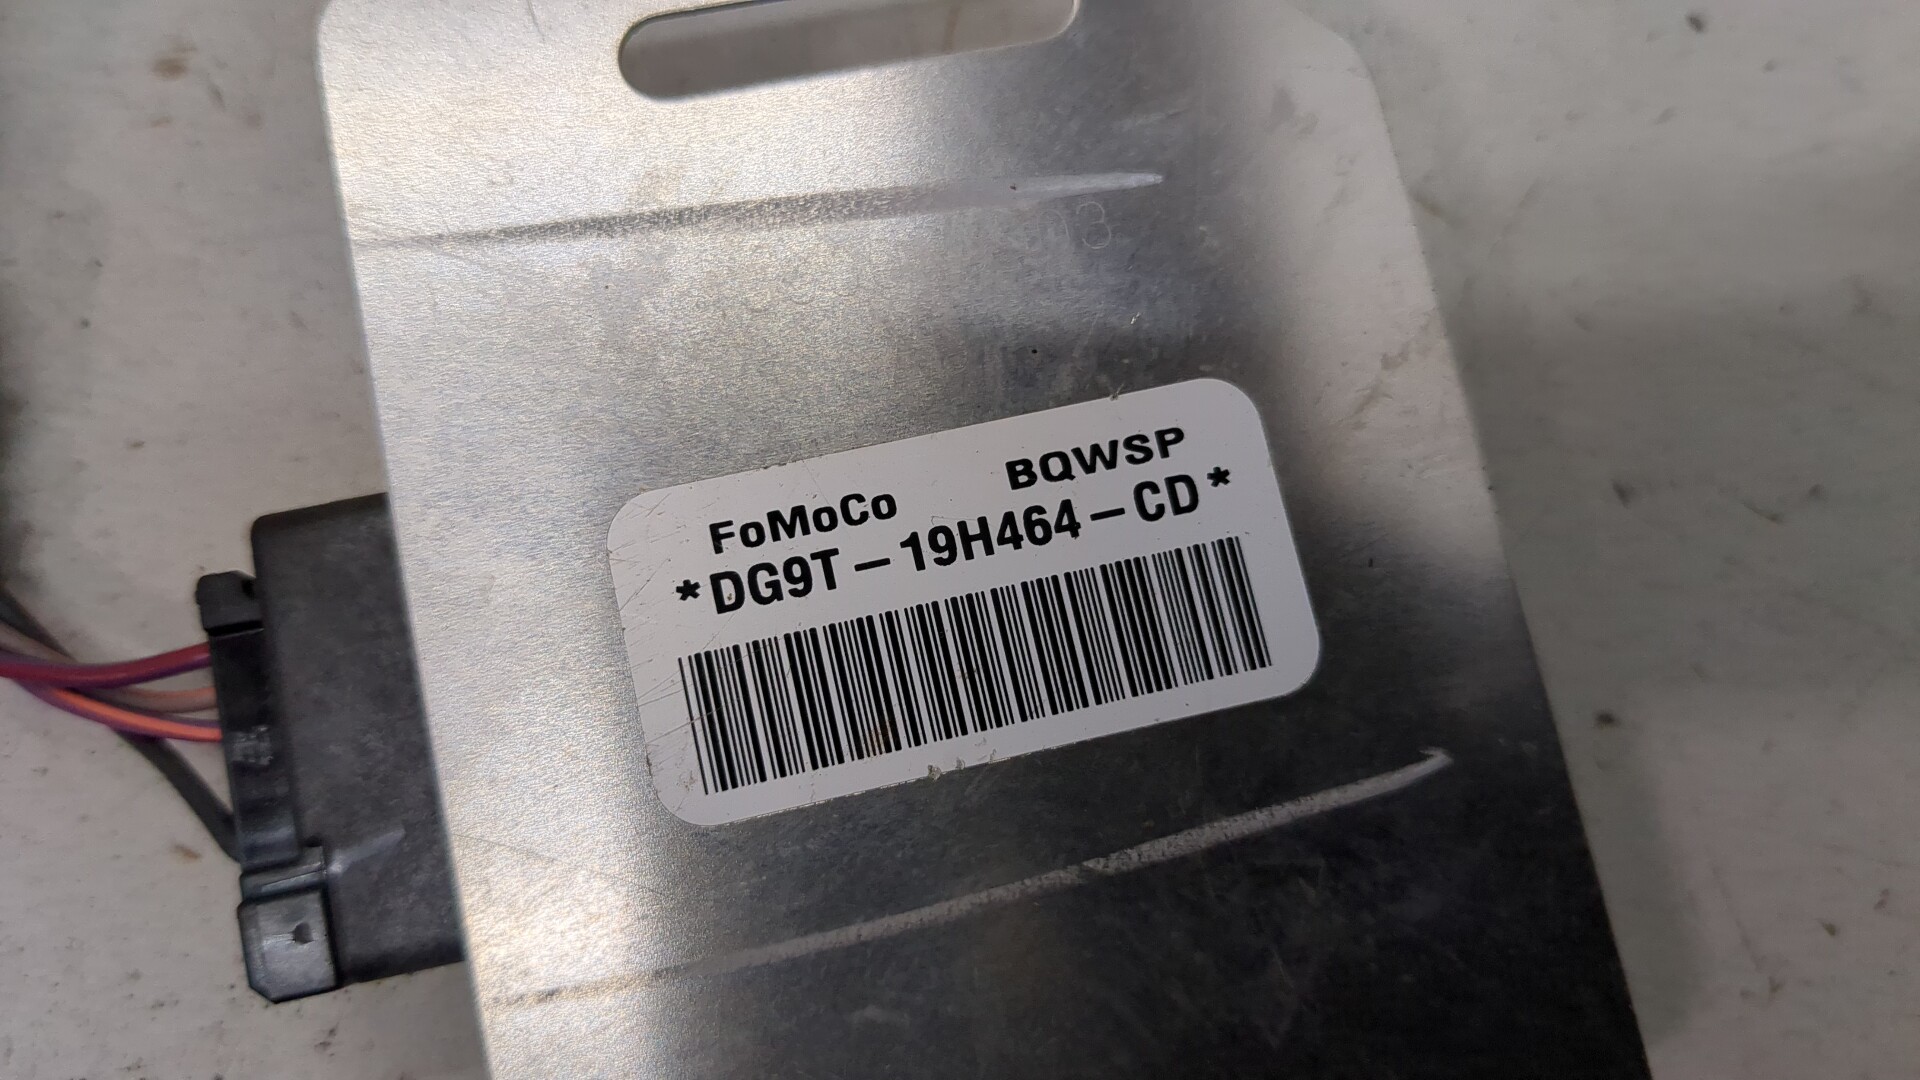 FoMoCo BQWSP
*DG9T-19H464-CD*